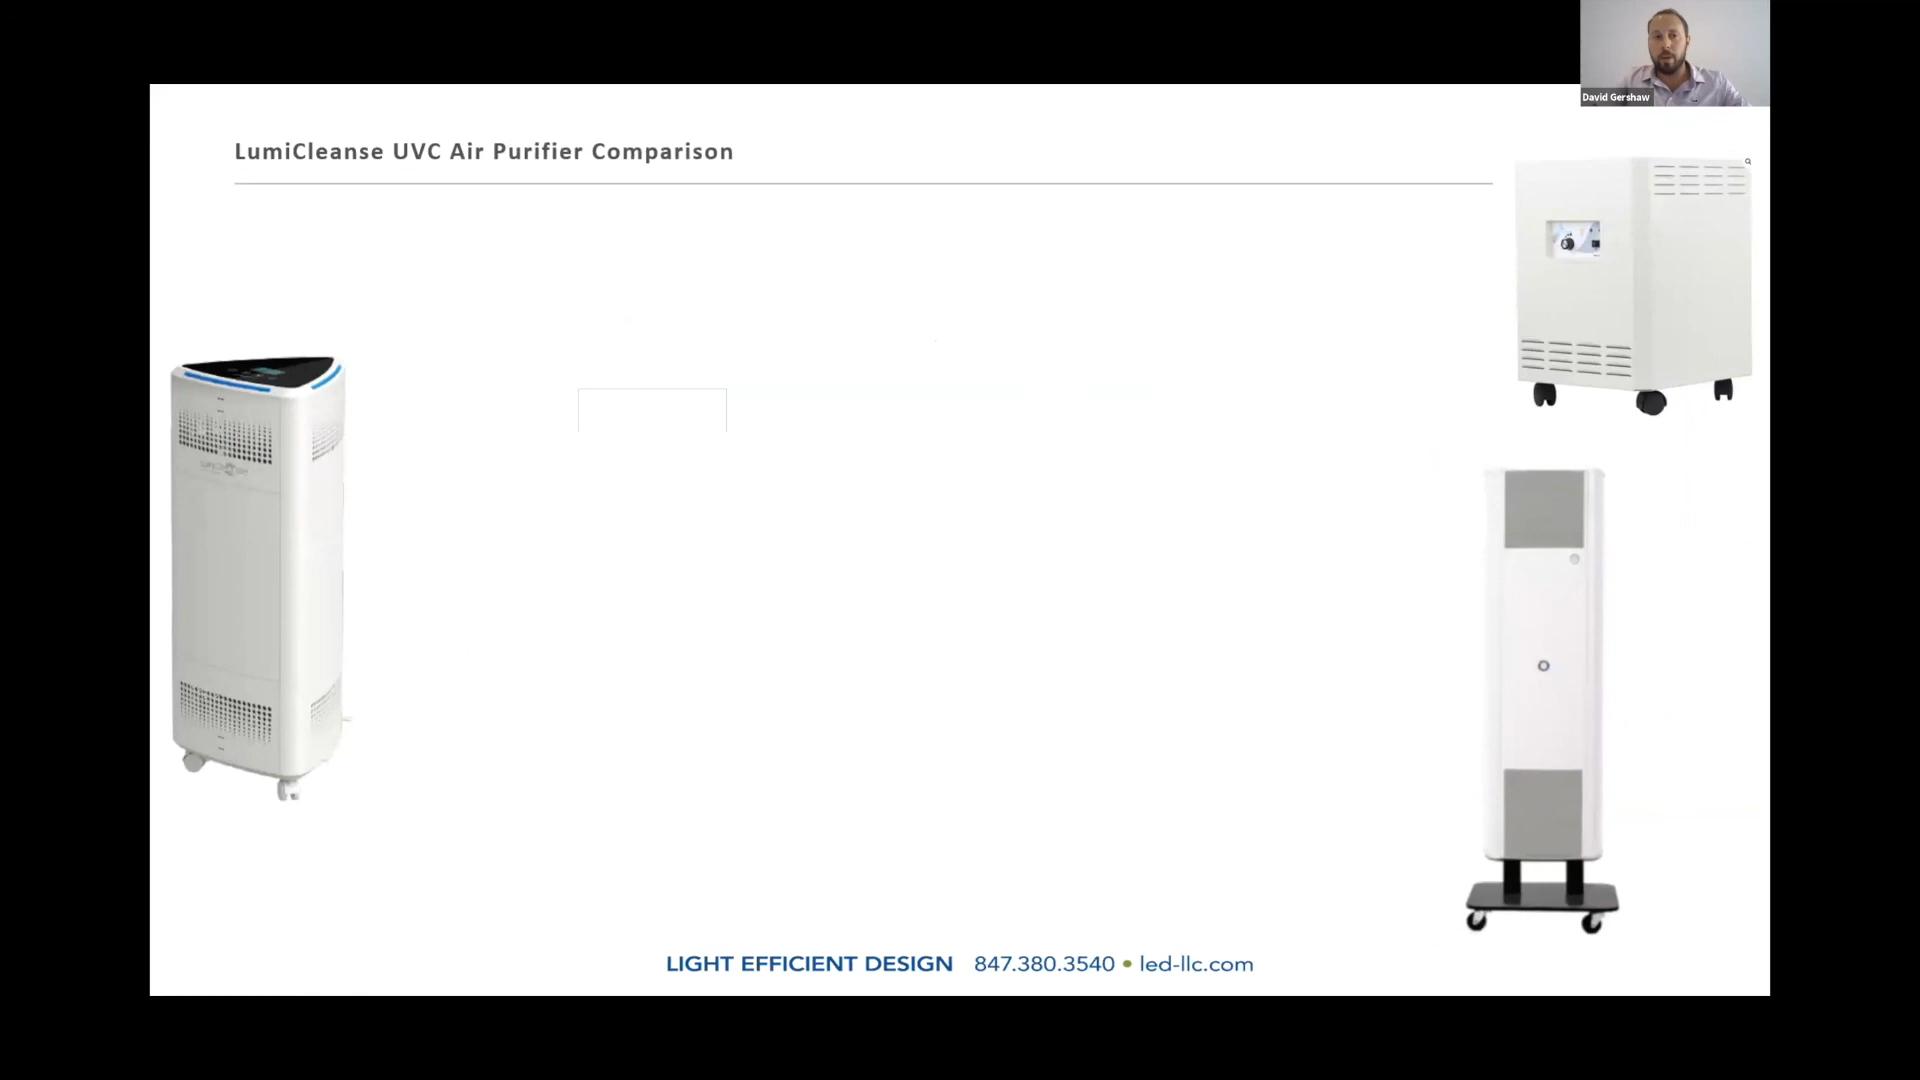 David Gershaw
LumiCleanse UVC Air Purifier Comparison
LIGHT EFFICIENT DESIGN 847.380.3540 • led-llc.com